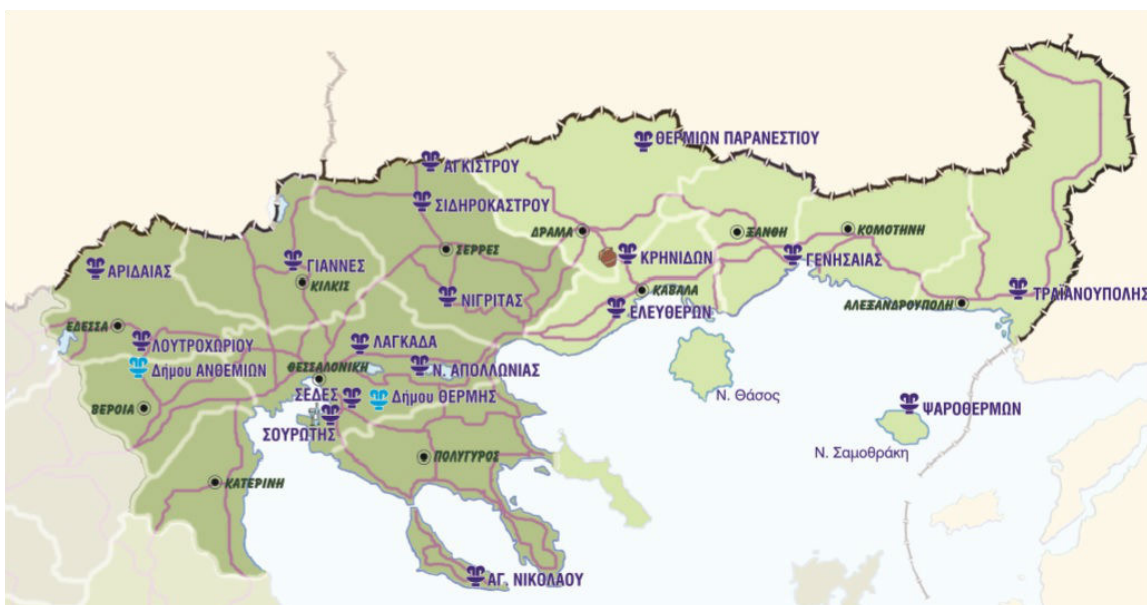 ΘΕΡΜΙΩΝ ΠΑΡΑΝΕΣΤΙΟΥ
ΑΓΚΙΣΤΡΟΥ
ΣΙΔΗΡΟΚΑΣΤΡΟΥ
ΔΡΑΜΑ
ΞΑΝΘΗ
ΚΟΜΟΤΗΝΗ
ΣΕΡΡΕΣ
ΚΡΗΝΙΔΩΝ
ΓΕΝΗΣΑΙΑΣ
ΑΡΙΔΑΙΑΣ
ΓΙΑΝΝΕΣ
ΚΙΛΚΙΣ
ΝΙΓΡΙΤΑΣ
ΚΑΒΑΛΑ
ΤΡΑΪΑΝΟΥΠΟΛΗΣ
ΑΛΕΞΑΝΔΡΟΥΠΟΛΗ
ΕΛΕΥΘΕΡΩΝ
ΕΔΕΣΣΑ
ΛΟΥΤΡΟΧΩΡΙΟΥ
ΛΑΓΚΑΔΑ
Δήμου ΑΝΘΕΜΙΩΝ
ΘΕΣΣΑΛΟΝΙΚΗ
Ν. ΑΠΟΛΛΩΝΙΑΣ
Ν. Θάσος
ΣΕΔΕΣ
Δήμου ΘΕΡΜΗΣ
ΒΕΡΟΙΑ
ΣΟΥΡΩΤΗΣ
ΨΑΡΟΘΕΡΜΩΝ
Ν. Σαμοθράκη
ΠΟΛΥΓΥΡΟΣ
ΚΑΤΕΡΙΝΗ
ΑΓ. ΝΙΚΟΛΑΟΥ